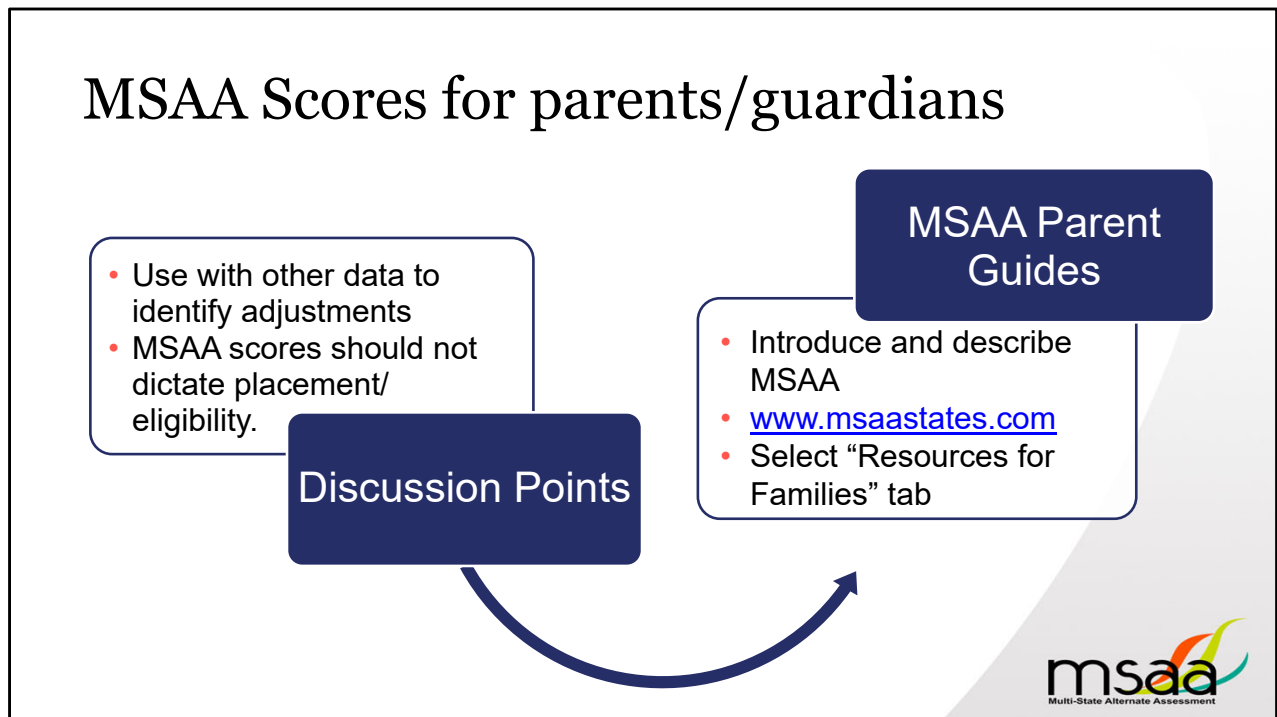 MSAA Scores for parents/guardians
• Use with other data to
identify adjustments
• MSAA scores should not
dictate placement/
eligibility.
Discussion Points
MSAA Parent
Guides
• Introduce and describe
MSAA
• www.msaastates.com
• Select “Resources for
Families” tab
msaa
Multi-State Alternate Assessment